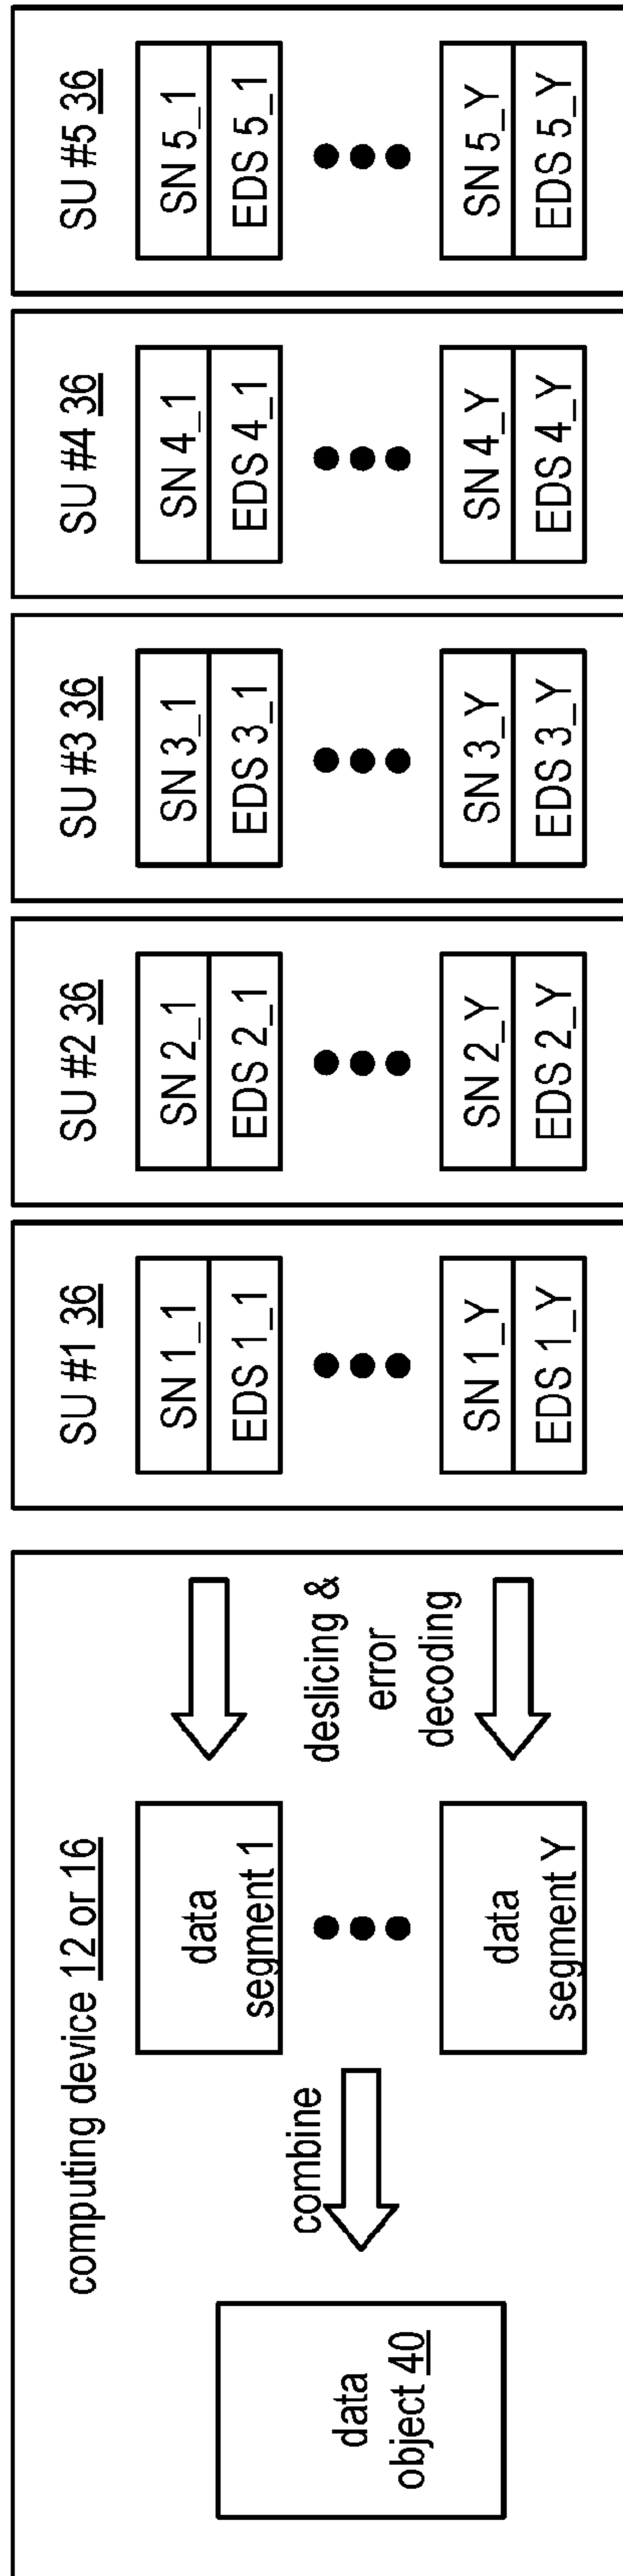 computing device 12 or 16
data
object 40
combine
data
segment 1
data
segment Y
deslicing &
error
decoding
SU #1 36
SN 1_1
EDS 1_1
SN 1_Y
EDS 1_Y
SU #2 36
SN 2_1
EDS 2_1
SN 2_Y
EDS 2_Y
SU #3 36
SN 3_1
EDS 3_1
SN 3_Y
EDS 3_Y
SU #4 36
SN 4_1
EDS 4_1
SN 4_Y
EDS 4_Y
SU #5 36
SN 5_1
EDS 5_1
SN 5_Y
EDS 5_Y